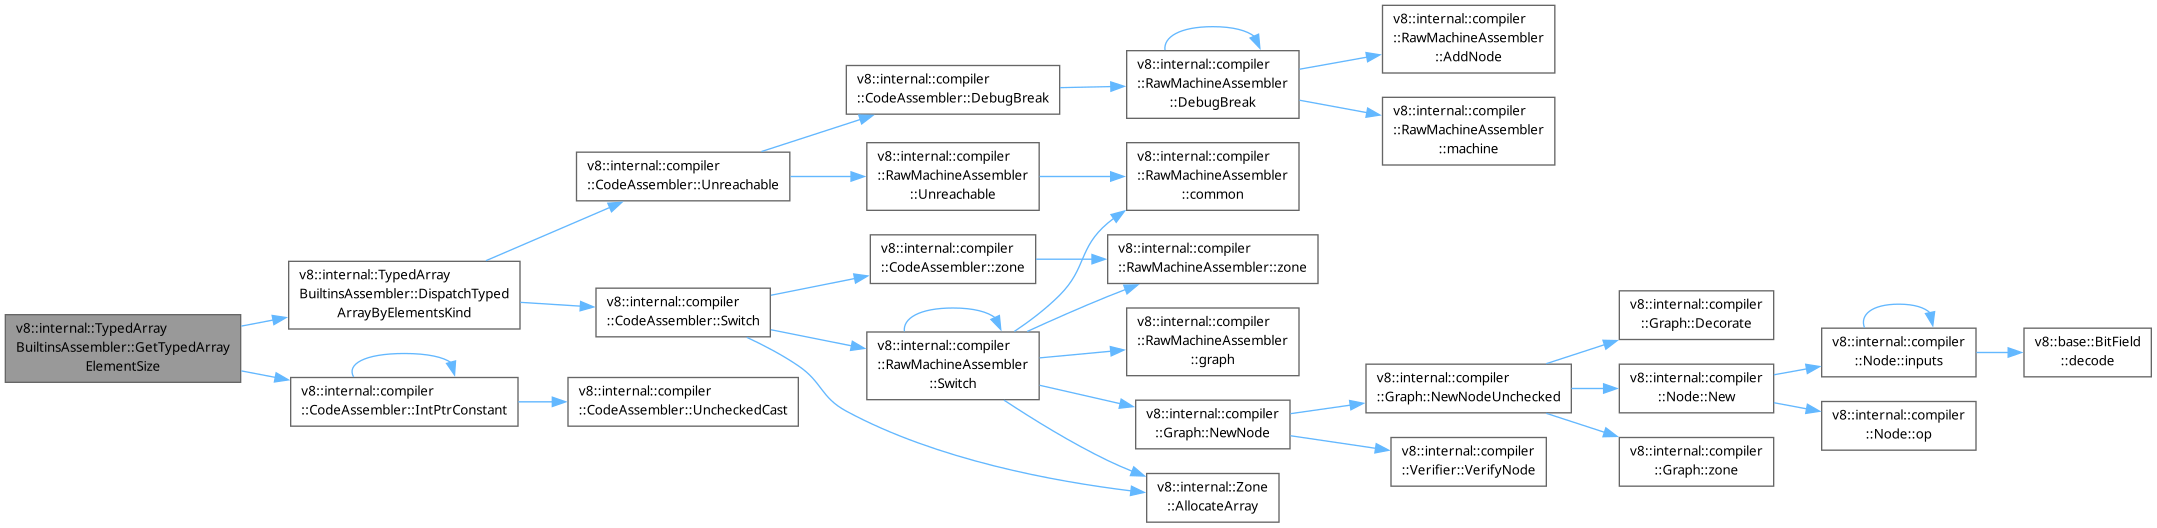 v8::internal::TypedArray
BuiltinsAssembler::GetTypedArray
ElementSize
v8::internal::TypedArray
BuiltinsAssembler::DispatchTyped
ArrayByElementsKind
v8::internal::compiler
::CodeAssembler::IntPtrConstant
v8::internal::compiler
::CodeAssembler::Unreachable
v8::internal::compiler
::CodeAssembler::Switch
v8::internal::compiler
::CodeAssembler::UncheckedCast
v8::internal::compiler
::CodeAssembler::DebugBreak
v8::internal::compiler
::RawMachineAssembler
::Unreachable
v8::internal::compiler
::CodeAssembler::zone
v8::internal::compiler
::RawMachineAssembler
::Switch
v8::internal::compiler
::RawMachineAssembler
::DebugBreak
v8::internal::compiler
::RawMachineAssembler
::common
v8::internal::compiler
::RawMachineAssembler::zone
v8::internal::compiler
::RawMachineAssembler
::graph
v8::internal::compiler
::Graph::NewNode
v8::internal::Zone
::AllocateArray
v8::internal::compiler
::RawMachineAssembler
::AddNode
v8::internal::compiler
::RawMachineAssembler
::machine
v8::internal::compiler
::Graph::NewNodeUnchecked
v8::internal::compiler
::Verifier::VerifyNode
v8::internal::compiler
::Graph::Decorate
v8::internal::compiler
::Node::New
v8::internal::compiler
::Graph::zone
v8::internal::compiler
::Node::inputs
v8::internal::compiler
::Node::op
v8::base::BitField
::decode